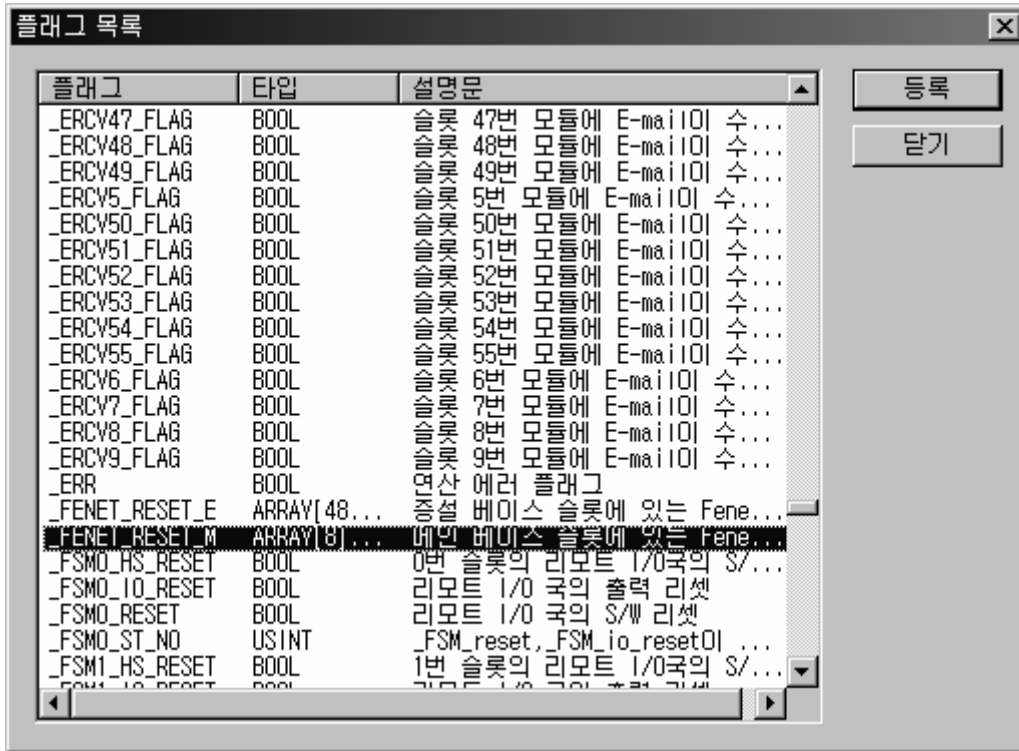 플래그 목록
플래그 타입 설명문
등록
닫기
_ERCV47_FLAG BOOL 슬롯 47번 모듈에 E-mail이 수...
_ERCV48_FLAG BOOL 슬롯 48번 모듈에 E-mail이 수...
_ERCV49_FLAG BOOL 슬롯 49번 모듈에 E-mail이 수...
_ERCV5_FLAG BOOL 슬롯 5번 모듈에 E-mail이 수...
_ERCV50_FLAG BOOL 슬롯 50번 모듈에 E-mail이 수...
_ERCV51_FLAG BOOL 슬롯 51번 모듈에 E-mail이 수...
_ERCV52_FLAG BOOL 슬롯 52번 모듈에 E-mail이 수...
_ERCV53_FLAG BOOL 슬롯 53번 모듈에 E-mail이 수...
_ERCV54_FLAG BOOL 슬롯 54번 모듈에 E-mail이 수...
_ERCV55_FLAG BOOL 슬롯 55번 모듈에 E-mail이 수...
_ERCV6_FLAG BOOL 슬롯 6번 모듈에 E-mail이 수...
_ERCV7_FLAG BOOL 슬롯 7번 모듈에 E-mail이 수...
_ERCV8_FLAG BOOL 슬롯 8번 모듈에 E-mail이 수...
_ERCV9_FLAG BOOL 슬롯 9번 모듈에 E-mail이 수...
_ERR BOOL 연산 에러 플래그
_FENET_RESET_E ARRAY[48... 증설 베이스 슬롯에 있는 Fene...
_FENET_RESET_M ARRAY[8]... 메인 베이스 슬롯에 있는 Fene...
_FSM0_HS_RESET BOOL 0번 슬롯의 리모트 I/O국의 S/...
_FSM0_IO_RESET BOOL 리모트 I/O 국의 출력 리셋
_FSM0_RESET BOOL 리모트 I/O 국의 S/W 리셋
_FSM0_ST_NO USINT _FSM_reset,_FSM_io_reset이 ...
_FSM1_HS_RESET BOOL 1번 슬롯의 리모트 I/O국의 S/...
_FSM1_IO_RESET BOOL 리모트 I/O 국의 출력 리셋